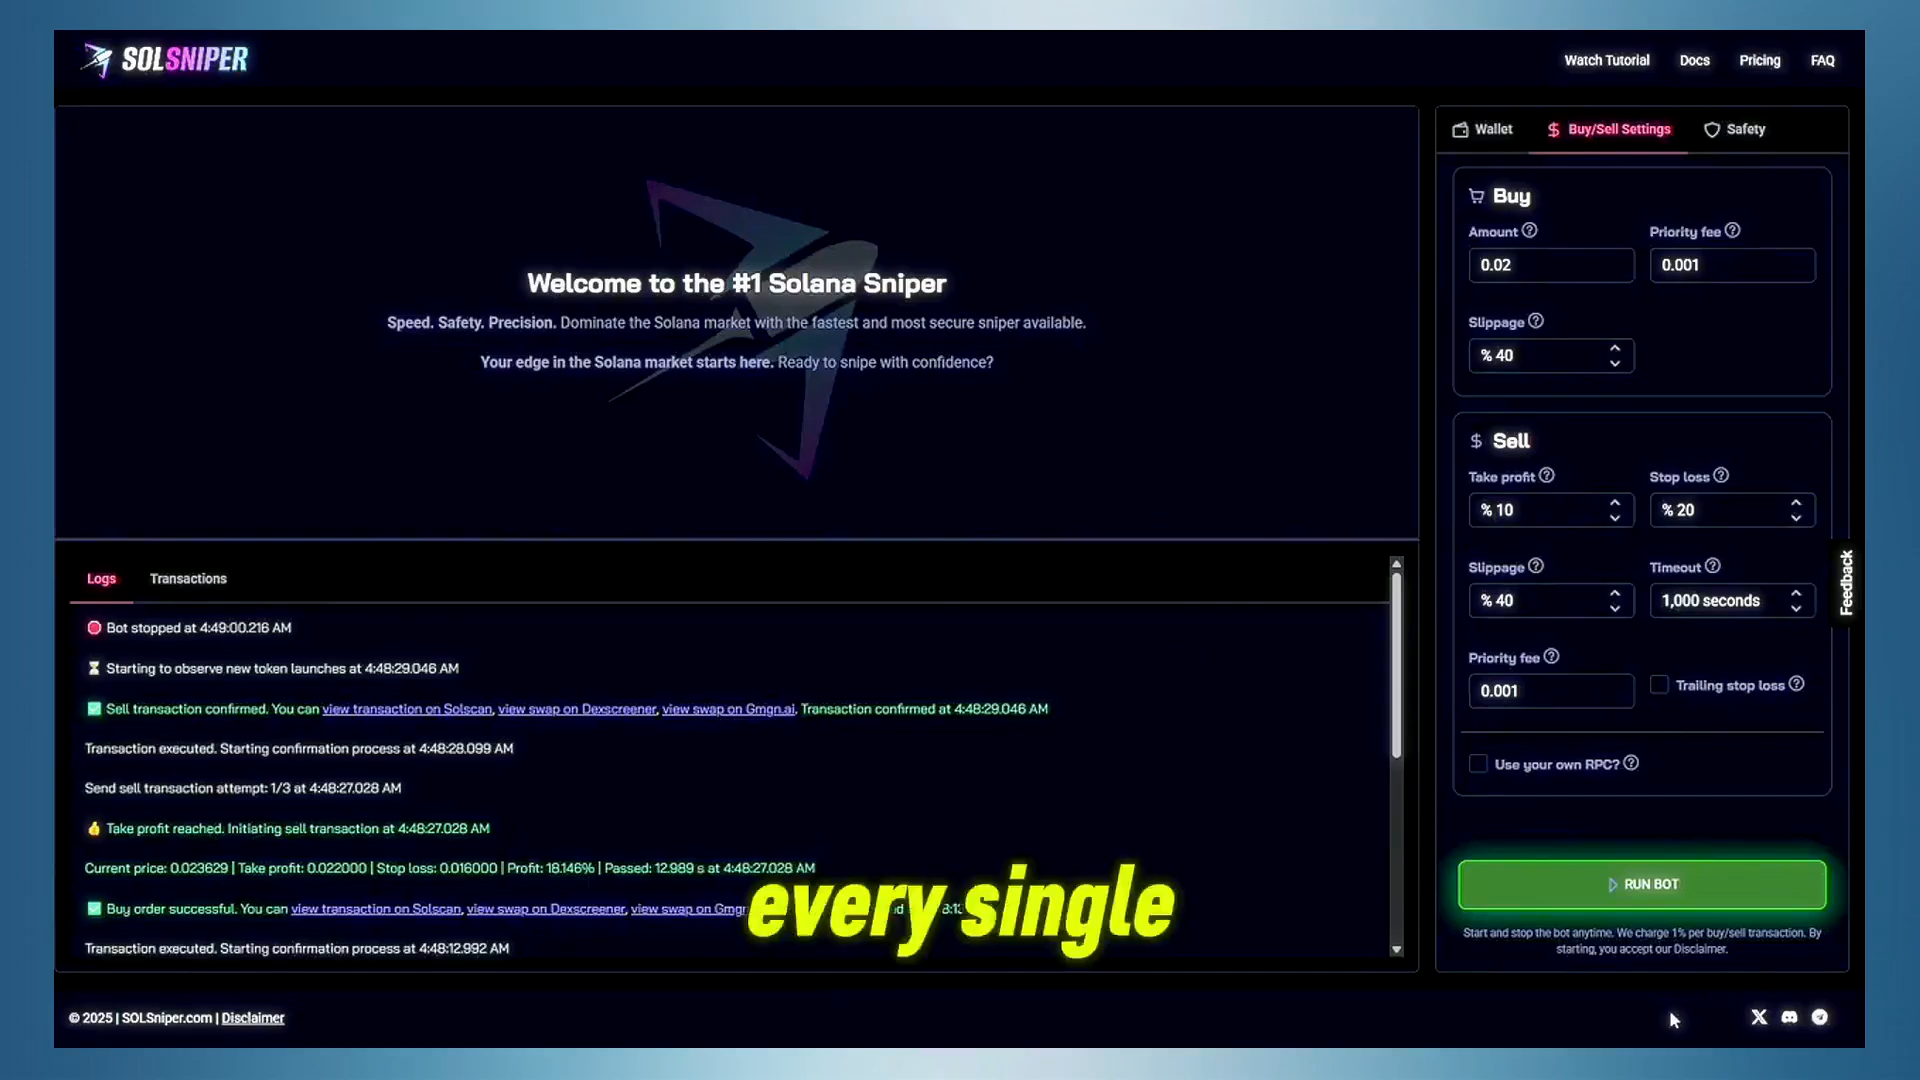 SOLSNIPER
Watch Tutorial Docs Pricing FAQ
Welcome to the #1 Solana Sniper
Speed. Safety. Precision. Dominate the Solana market with the fastest and most secure sniper available.
Your edge in the Solana market starts here. Ready to snipe with confidence?
Logs Transactions
Bot stopped at 4:49:00.216 AM
Starting to observe new token launches at 4:48:29.046 AM
Sell transaction confirmed. You can view transaction on Solscan, view swap on Dexscreener, view swap on Gmgn.ai. Transaction confirmed at 4:48:29.046 AM
Transaction executed. Starting confirmation process at 4:48:28.099 AM
Send sell transaction attempt: 1/3 at 4:48:27.028 AM
Take profit reached. Initiating sell transaction at 4:48:27.028 AM
Current price: 0.023629 | Take profit: 0.022000 | Stop loss: 0.016000 | Profit: 18.146% | Passed: 12.989 s at 4:48:27.028 AM
Buy order successful. You can view transaction on Solscan, view swap on Dexscreener, view swap on
Transaction executed. Starting confirmation process at 4:48:12.992 AM
every single
Wallet $ Buy/Sell Settings Safety
Buy
Amount ? Priority fee ?
0.02 0.001
Slippage ?
% 40
$ Sell
Take profit ? Stop loss ?
% 10 % 20
Slippage ? Timeout ?
% 40 1,000 seconds
Priority fee ?
0.001 Trailing stop loss ?
Use your own RPC? ?
RUN BOT
Start and stop the bot anytime. We charge 1% per buy/sell transaction. By
starting, you accept our Disclaimer.
Feedback
© 2025 | SOLSniper.com | Disclaimer